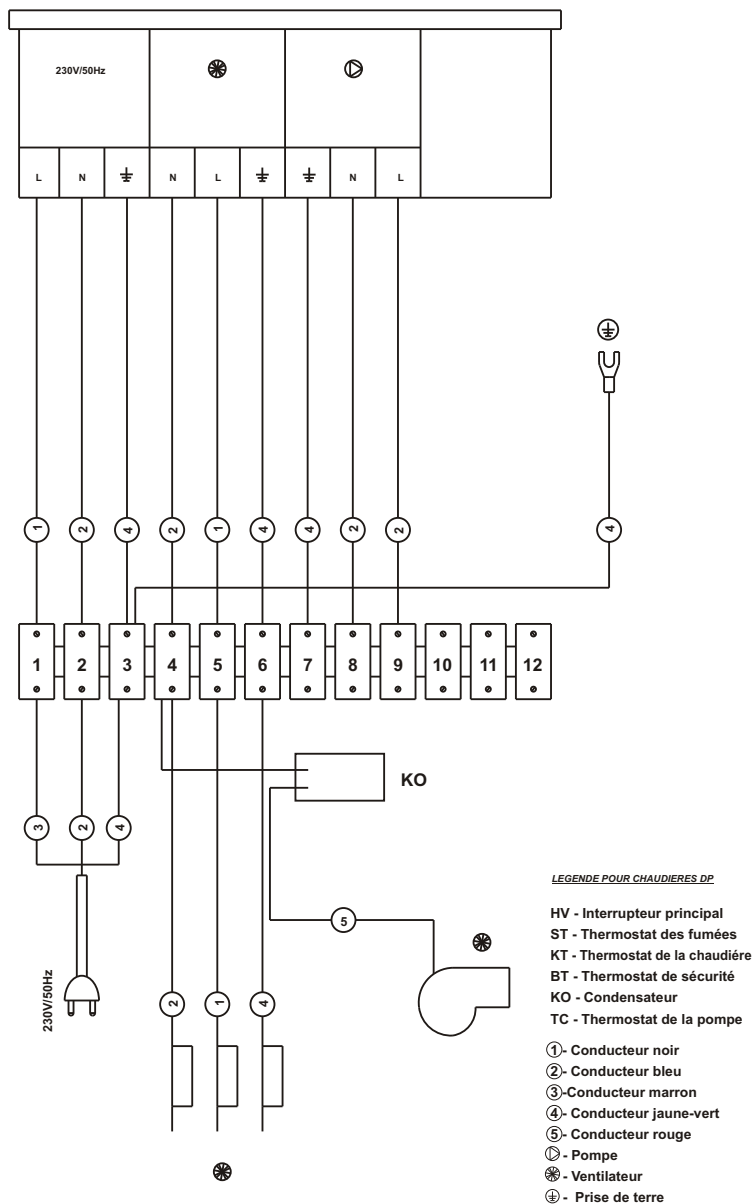 230V/50Hz
L N N L N L
1 2 4 2 1 4 4 2 2 4
1 2 3 4 5 6 7 8 9 10 11 12
KO
3 2 4
5
230V/50Hz
2 1 4
LEGENDE POUR CHAUDIERES DP
HV - Interrupteur principal
ST - Thermostat des fumées
KT - Thermostat de la chaudiére
BT - Thermostat de sécurité
KO - Condensateur
TC - Thermostat de la pompe
1 - Conducteur noir
2 - Conducteur bleu
3 -Conducteur marron
4 - Conducteur jaune-vert
5 - Conducteur rouge
- Pompe
- Ventilateur
- Prise de terre